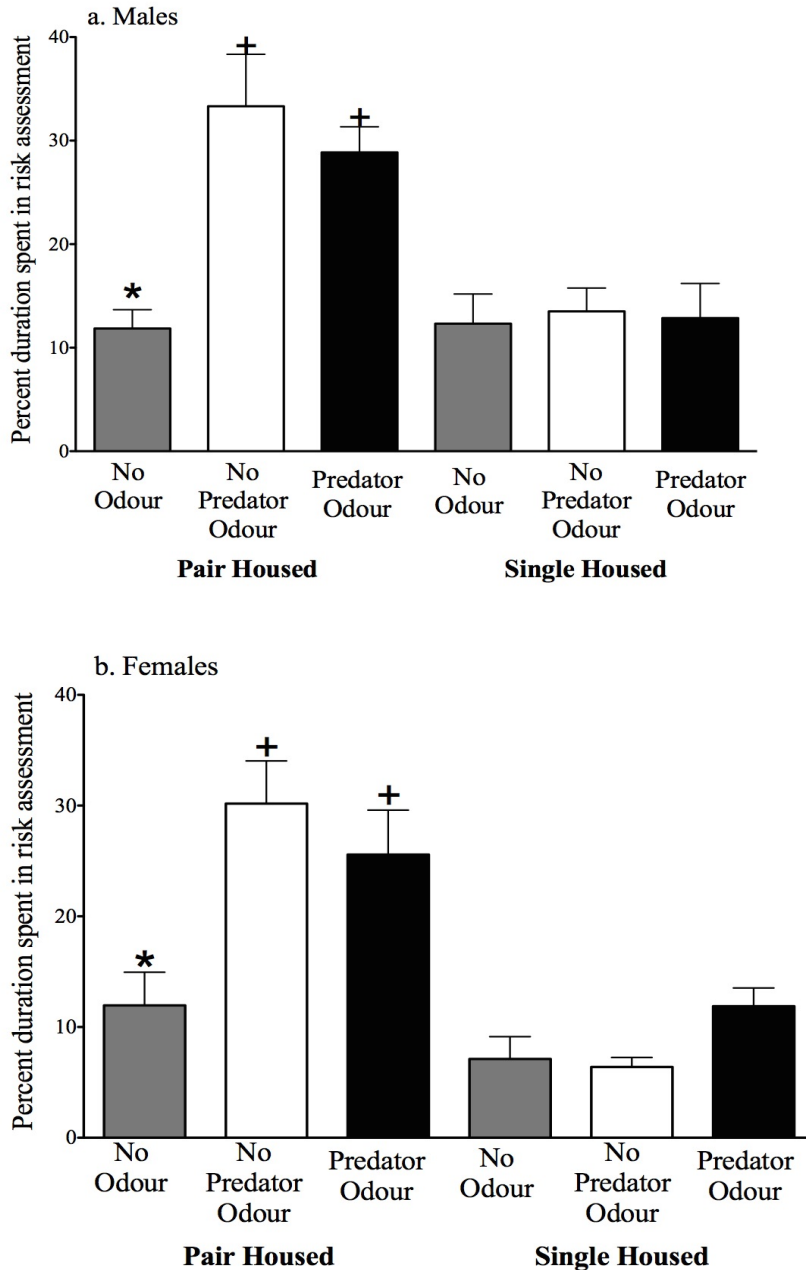 a. Males
Percent duration spent in risk assessment
40
30
20
10
0
*
+
+
No Odour
No Predator Odour
Predator Odour
No Odour
No Predator Odour
Predator Odour
Pair Housed
Single Housed
b. Females
Percent duration spent in risk assessment
40
30
20
10
0
*
+
+
No Odour
No Predator Odour
Predator Odour
No Odour
No Predator Odour
Predator Odour
Pair Housed
Single Housed